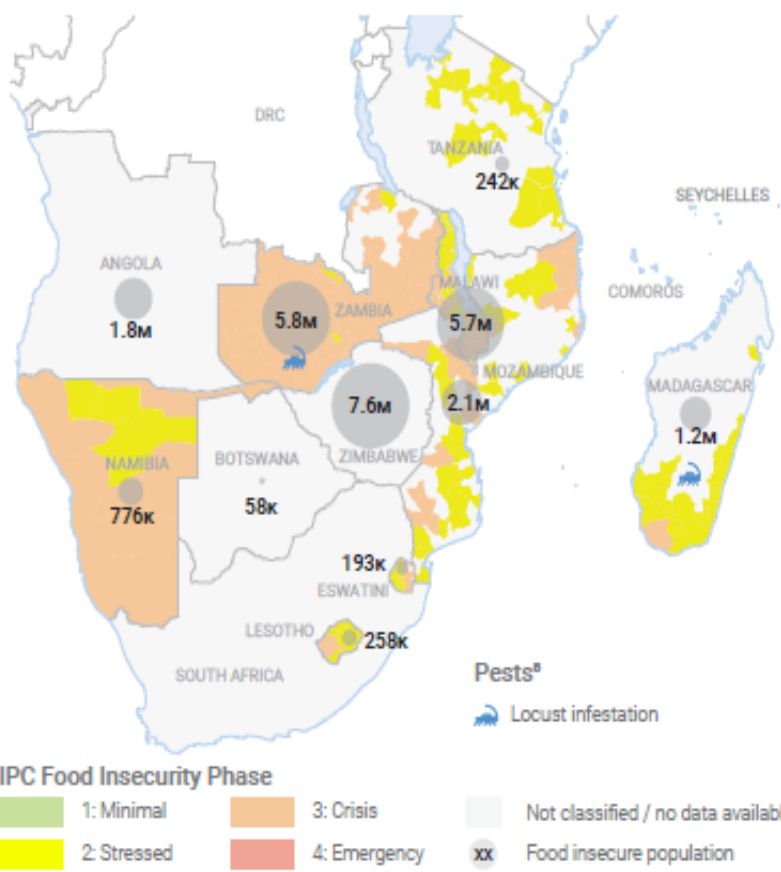 DRC
TANZANIA
242K
SEYCHELLES
ANGOLA
1.8M
COMOROS
MALAWI
5.8M
ZAMBIA
5.7M
MOZAMBIQUE
MADAGASCAR
7.6M
2.1M
1.2M
NAMIBIA
BOTSWANA
ZIMBABWE
776K
58K
193K
ESWATINI
LESOTHO
258K
SOUTH AFRICA
Pests⁸
Locust infestation
IPC Food Insecurity Phase
1: Minimal
3: Crisis
Not classified / no data availabl
2: Stressed
4: Emergency
xx
Food insecure population